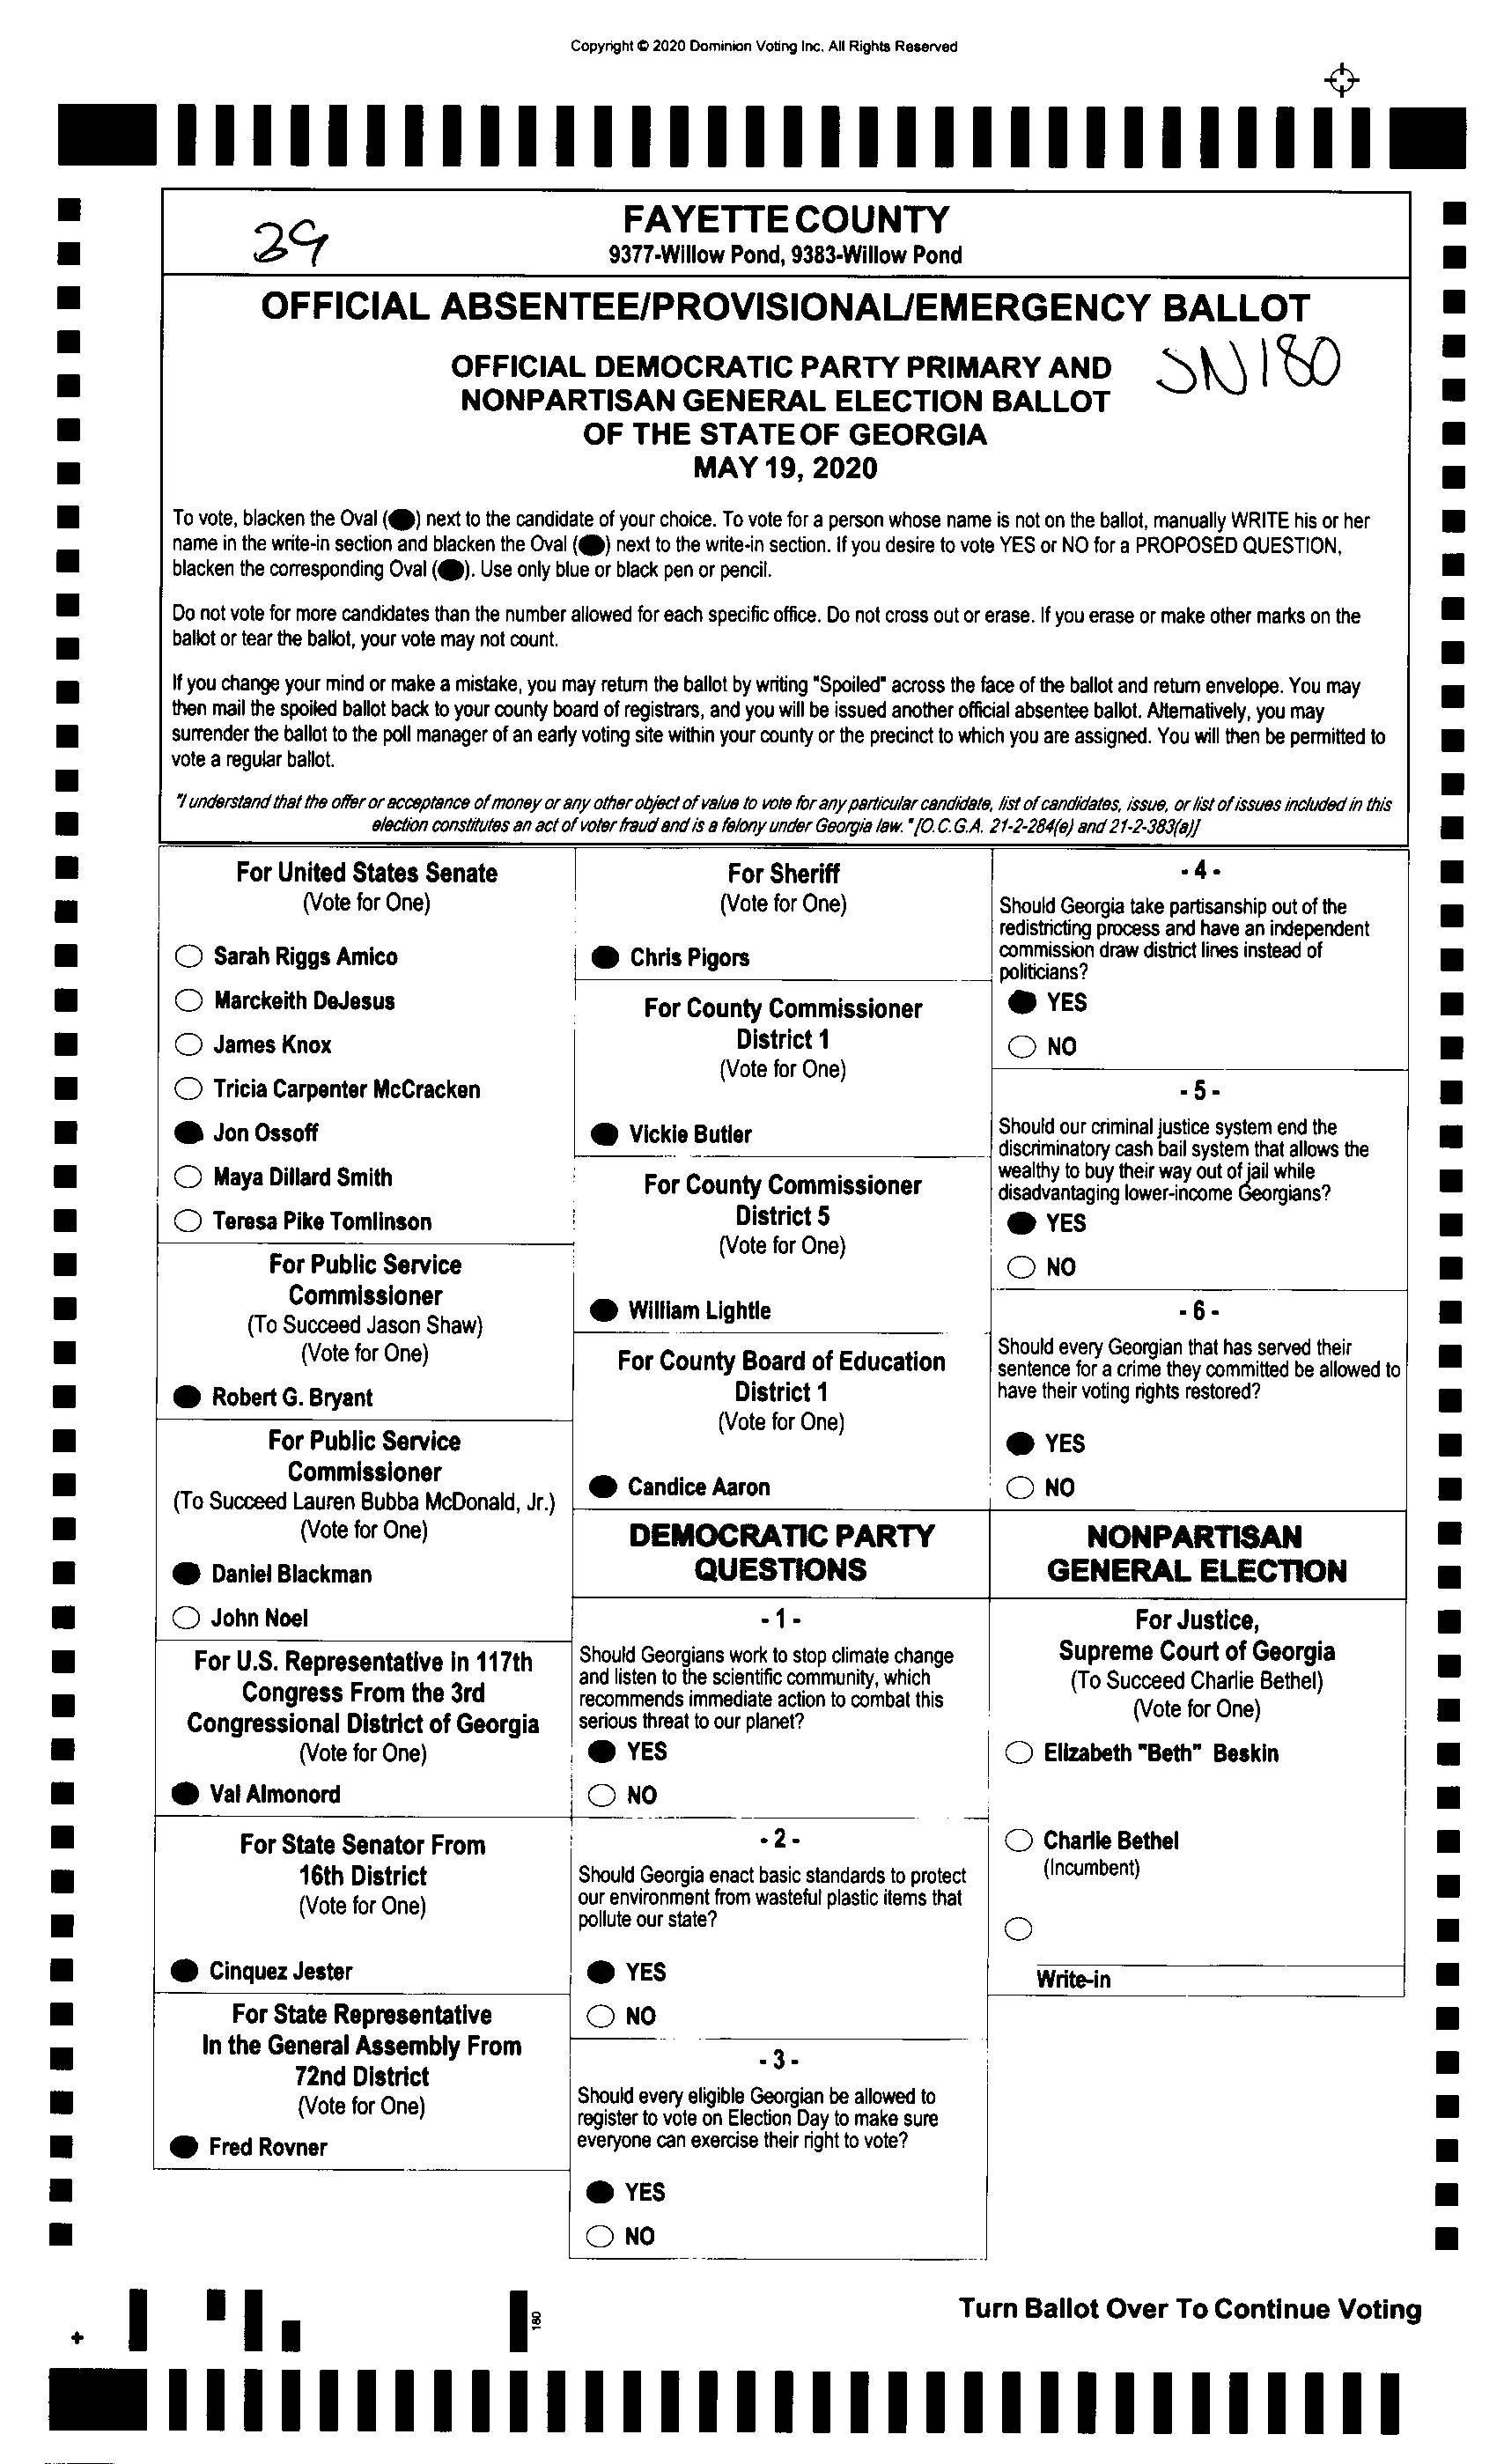 Copyright © 2020 Dominion Voting Inc. All Rights Reserved
39
FAYETTE COUNTY
9377-Willow Pond, 9383-Willow Pond
OFFICIAL ABSENTEE/PROVISIONAL/EMERGENCY BALLOT
OFFICIAL DEMOCRATIC PARTY PRIMARY AND
NONPARTISAN GENERAL ELECTION BALLOT
OF THE STATE OF GEORGIA
MAY 19, 2020
SN180
To vote, blacken the Oval ( ) next to the candidate of your choice. To vote for a person whose name is not on the ballot, manually WRITE his or her
name in the write-in section and blacken the Oval ( ) next to the write-in section. If you desire to vote YES or NO for a PROPOSED QUESTION,
blacken the corresponding Oval ( ). Use only blue or black pen or pencil.
Do not vote for more candidates than the number allowed for each specific office. Do not cross out or erase. If you erase or make other marks on the
ballot or tear the ballot, your vote may not count.
If you change your mind or make a mistake, you may return the ballot by writing "Spoiled" across the face of the ballot and return envelope. You may
then mail the spoiled ballot back to your county board of registrars, and you will be issued another official absentee ballot. Alternatively, you may
surrender the ballot to the poll manager of an early voting site within your county or the precinct to which you are assigned. You will then be permitted to
vote a regular ballot.
"I understand that the offer or acceptance of money or any other object of value to vote for any particular candidate, list of candidates, issue, or list of issues included in this
election constitutes an act of voter fraud and is a felony under Georgia law." [O.C.G.A. 21-2-284(e) and 21-2-383(a)]
For United States Senate
(Vote for One)
Sarah Riggs Amico
Marckeith DeJesus
James Knox
Tricia Carpenter McCracken
Jon Ossoff
Maya Dillard Smith
Teresa Pike Tomlinson
For Public Service
Commissioner
(To Succeed Jason Shaw)
(Vote for One)
Robert G. Bryant
For Public Service
Commissioner
(To Succeed Lauren Bubba McDonald, Jr.)
(Vote for One)
Daniel Blackman
John Noel
For U.S. Representative in 117th
Congress From the 3rd
Congressional District of Georgia
(Vote for One)
Val Almonord
For State Senator From
16th District
(Vote for One)
Cinquez Jester
For State Representative
In the General Assembly From
72nd District
(Vote for One)
Fred Rovner
For Sheriff
(Vote for One)
Chris Pigors
For County Commissioner
District 1
(Vote for One)
Vickie Butler
For County Commissioner
District 5
(Vote for One)
William Lightle
For County Board of Education
District 1
(Vote for One)
Candice Aaron
DEMOCRATIC PARTY
QUESTIONS
- 1 -
Should Georgians work to stop climate change
and listen to the scientific community, which
recommends immediate action to combat this
serious threat to our planet?
YES
NO
- 2 -
Should Georgia enact basic standards to protect
our environment from wasteful plastic items that
pollute our state?
YES
NO
- 3 -
Should every eligible Georgian be allowed to
register to vote on Election Day to make sure
everyone can exercise their right to vote?
YES
NO
- 4 -
Should Georgia take partisanship out of the
redistricting process and have an independent
commission draw district lines instead of
politicians?
YES
NO
- 5 -
Should our criminal justice system end the
discriminatory cash bail system that allows the
wealthy to buy their way out of jail while
disadvantaging lower-income Georgians?
YES
NO
- 6 -
Should every Georgian that has served their
sentence for a crime they committed be allowed to
have their voting rights restored?
YES
NO
NONPARTISAN
GENERAL ELECTION
For Justice,
Supreme Court of Georgia
(To Succeed Charlie Bethel)
(Vote for One)
Elizabeth "Beth" Beskin
Charlie Bethel
(Incumbent)
Write-in
Turn Ballot Over To Continue Voting
180